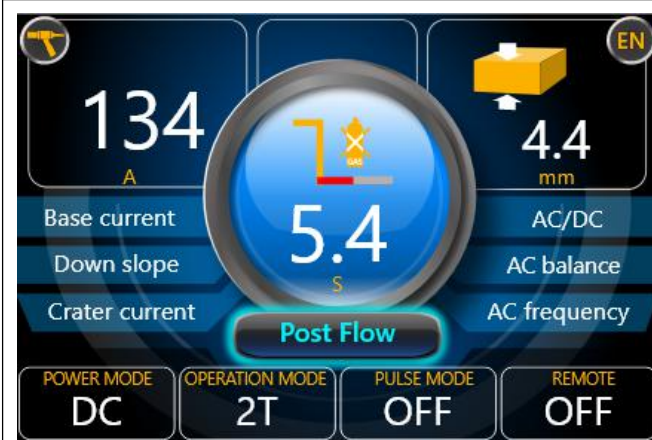 EN
134
A
GAS
4.4
mm
5.4
S
Base current
Down slope
Crater current
AC/DC
AC balance
AC frequency
Post Flow
POWER MODE
DC
OPERATION MODE
2T
PULSE MODE
OFF
REMOTE
OFF